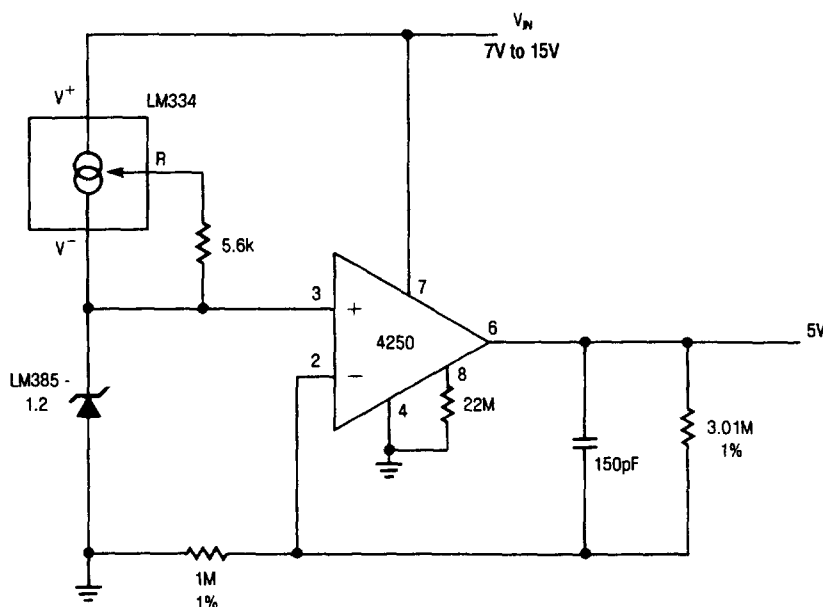 V_IN
7V to 15V
V+
LM334
R
V−
5.6k
3
+
7
4250
6
5V
2
−
8
22M
4
LM385 -
1.2
150pF
3.01M
1%
1M
1%